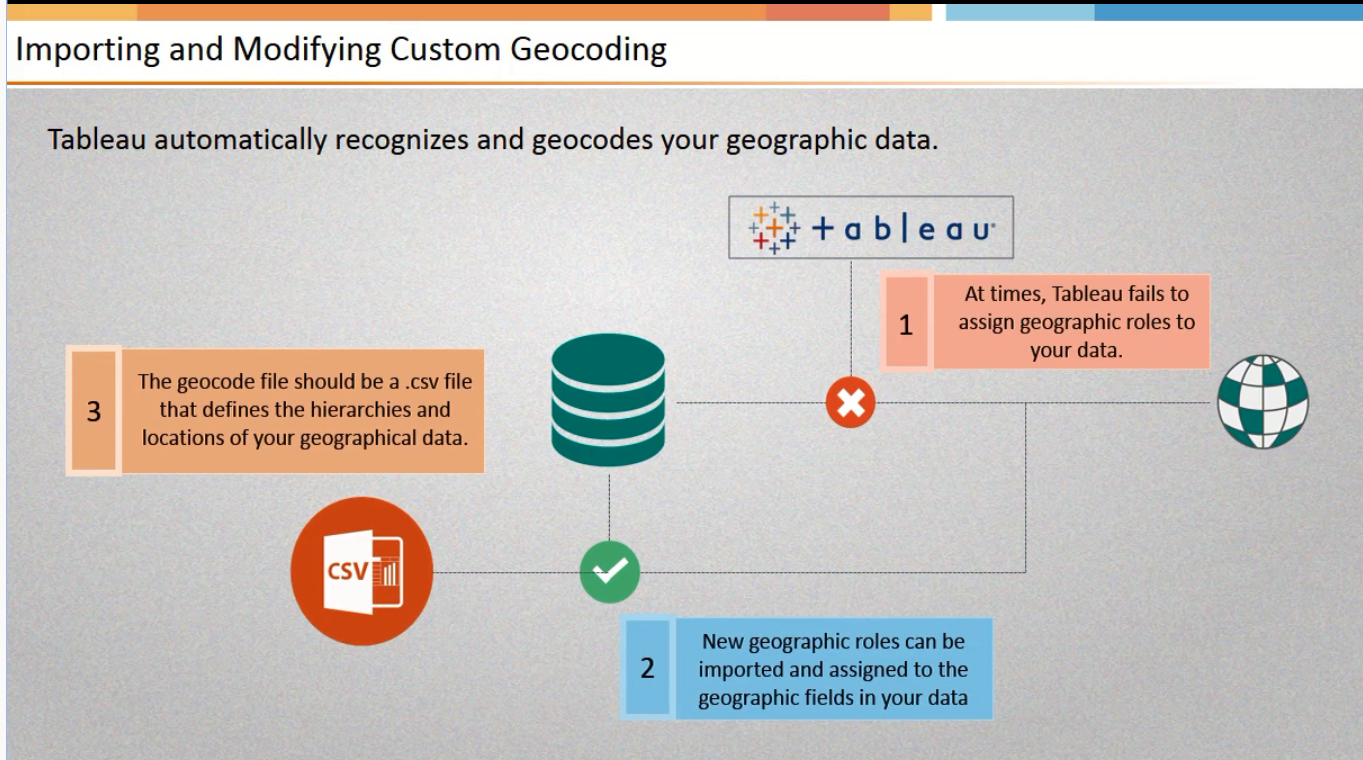 Importing and Modifying Custom Geocoding
Tableau automatically recognizes and geocodes your geographic data.
+ableau
1
At times, Tableau fails to
assign geographic roles to
your data.
3
The geocode file should be a .csv file
that defines the hierarchies and
locations of your geographical data.
CSV
2
New geographic roles can be
imported and assigned to the
geographic fields in your data